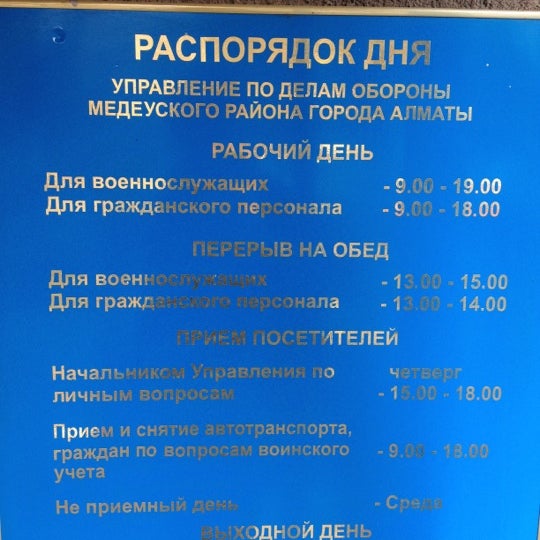 РАСПОРЯДОК ДНЯ
УПРАВЛЕНИЕ ПО ДЕЛАМ ОБОРОНЫ
МЕДЕУСКОГО РАЙОНА ГОРОДА АЛМАТЫ
РАБОЧИЙ ДЕНЬ
Для военнослужащих - 9.00 - 19.00
Для гражданского персонала - 9.00 - 18.00
ПЕРЕРЫВ НА ОБЕД
Для военнослужащих - 13.00 - 15.00
Для гражданского персонала - 13.00 - 14.00
ПРИЕМ ПОСЕТИТЕЛЕЙ
Начальником Управления по четверг
личным вопросам - 15.00 - 18.00
Прием и снятие автотранспорта,
граждан по вопросам воинского - 9.00 - 18.00
учета
Не приемный день - Среда
ВЫХОДНОЙ ДЕНЬ